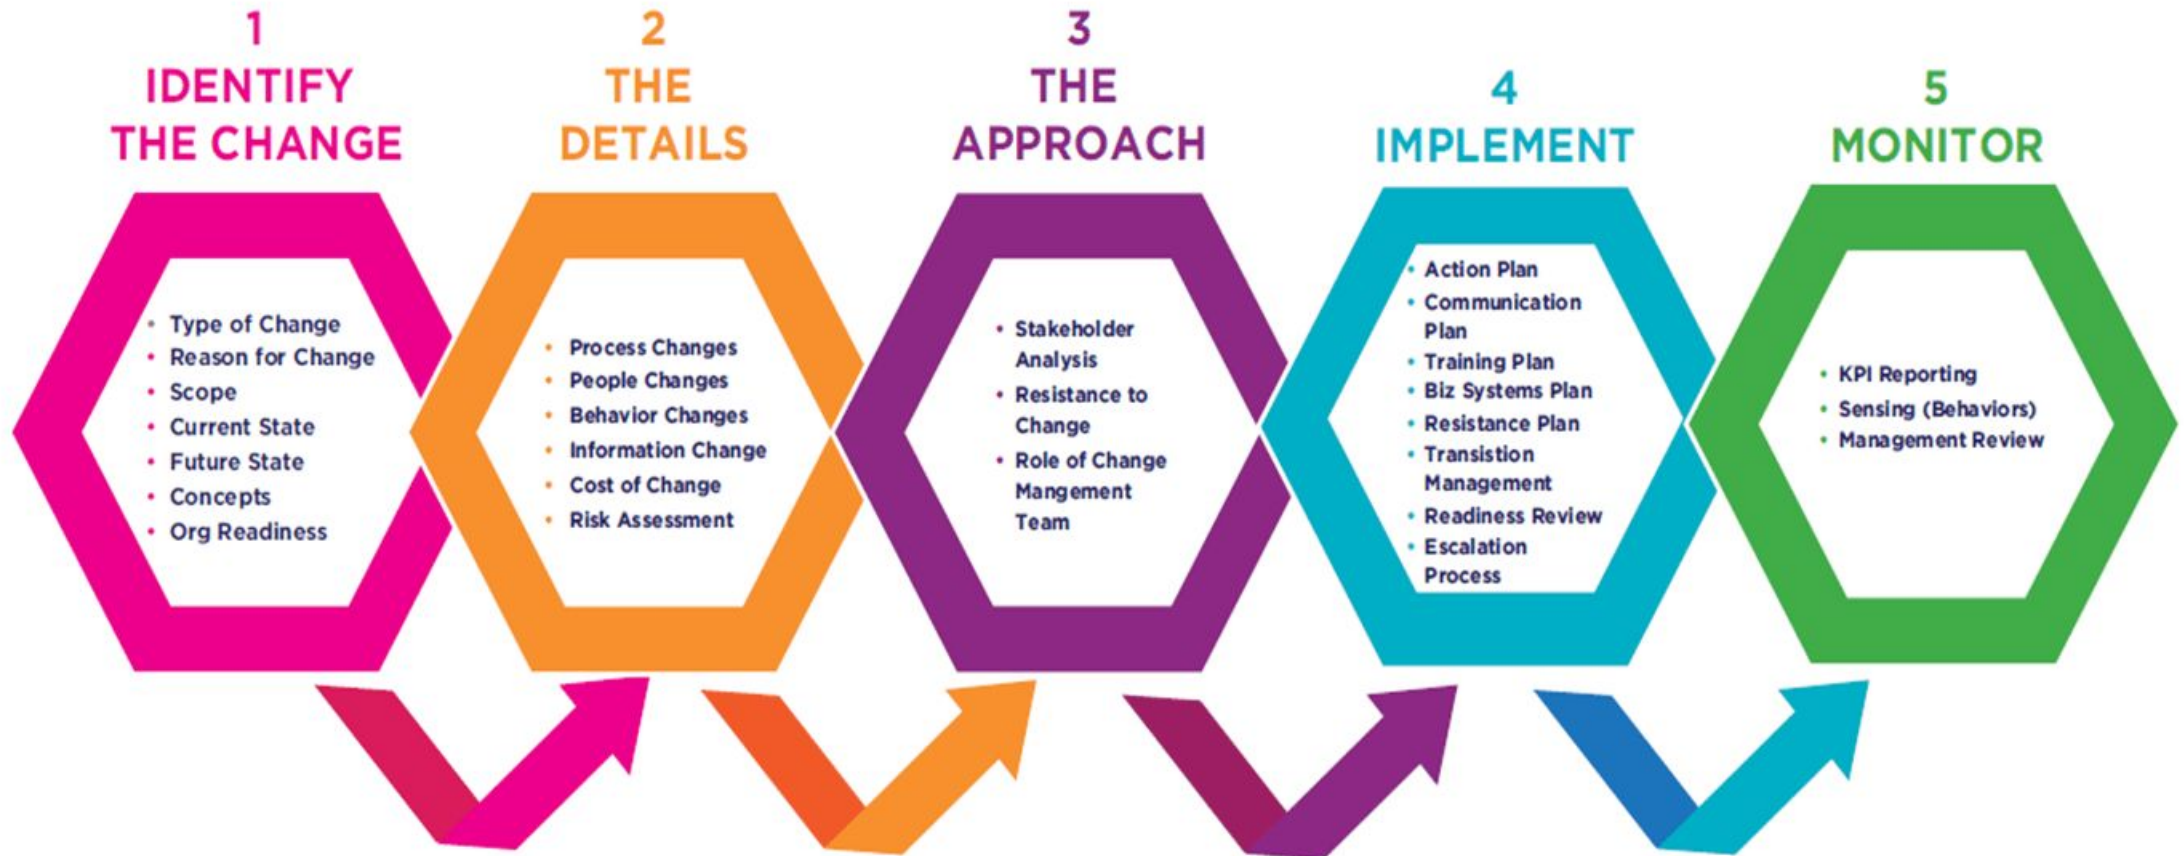 1
IDENTIFY
THE CHANGE
• Type of Change
• Reason for Change
• Scope
• Current State
• Future State
• Concepts
• Org Readiness
2
THE
DETAILS
• Process Changes
• People Changes
• Behavior Changes
• Information Change
• Cost of Change
• Risk Assessment
3
THE
APPROACH
• Stakeholder
Analysis
• Resistance to
Change
• Role of Change
Mangement
Team
4
IMPLEMENT
• Action Plan
• Communication
Plan
• Training Plan
• Biz Systems Plan
• Resistance Plan
• Transistion
Management
• Readiness Review
• Escalation
Process
5
MONITOR
• KPI Reporting
• Sensing (Behaviors)
• Management Review